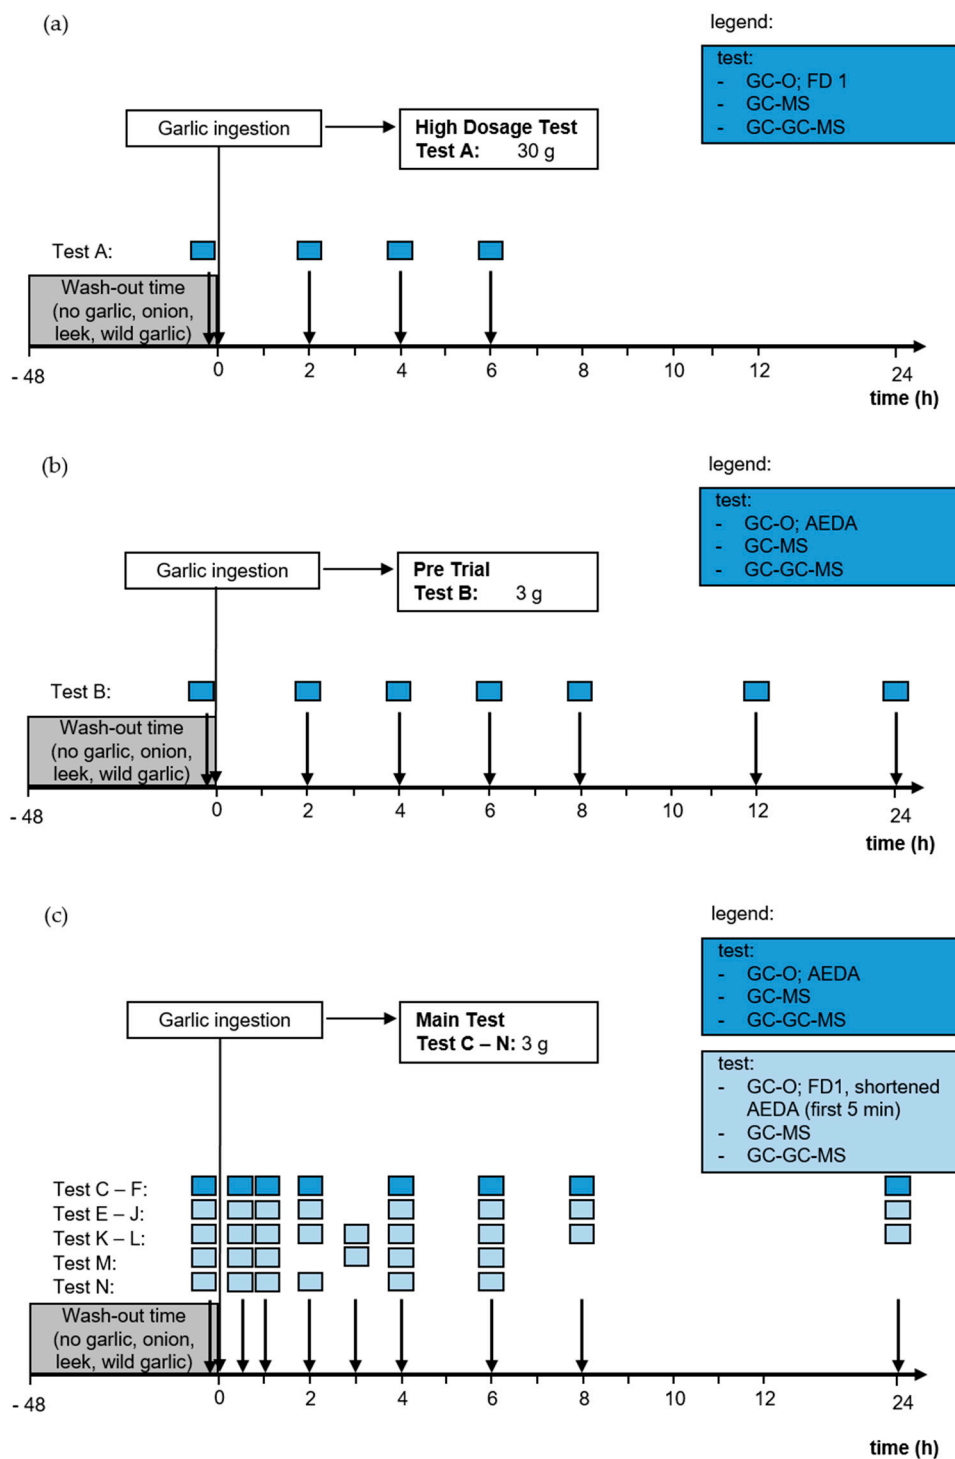 (a)
legend:
test:
- GC-O; FD 1
- GC-MS
- GC-GC-MS
Garlic ingestion
High Dosage Test
Test A: 30 g
Test A:
Wash-out time
(no garlic, onion,
leek, wild garlic)
- 48 0 2 4 6 8 10 12 24
time (h)
(b)
legend:
test:
- GC-O; AEDA
- GC-MS
- GC-GC-MS
Garlic ingestion
Pre Trial
Test B: 3 g
Test B:
Wash-out time
(no garlic, onion,
leek, wild garlic)
- 48 0 2 4 6 8 10 12 24
time (h)
(c)
legend:
test:
- GC-O; AEDA
- GC-MS
- GC-GC-MS
test:
- GC-O; FD1, shortened
AEDA (first 5 min)
- GC-MS
- GC-GC-MS
Garlic ingestion
Main Test
Test C – N: 3 g
Test C – F:
Test E – J:
Test K – L:
Test M:
Test N:
Wash-out time
(no garlic, onion,
leek, wild garlic)
- 48 0 2 4 6 8 10 12 24
time (h)